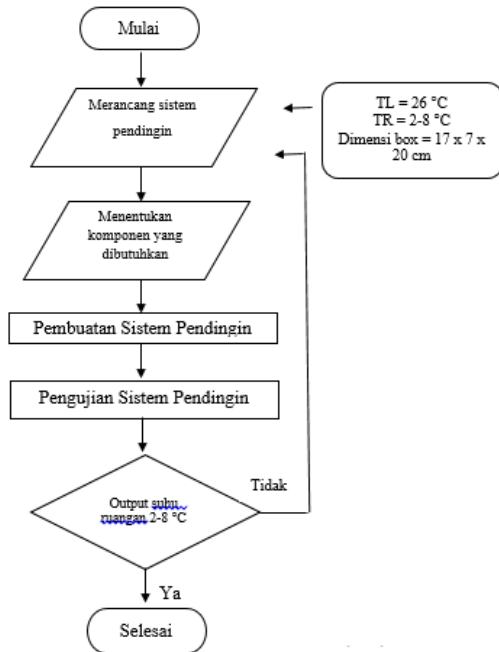 Mulai
Merancang sistem
pendingin
TL = 26 °C
TR = 2-8 °C
Dimensi box = 17 x 7 x
20 cm
Menentukan
komponen yang
dibutuhkan
Pembuatan Sistem Pendingin
Pengujian Sistem Pendingin
Tidak
Output suhu
ruangan 2-8 °C
Ya
Selesai